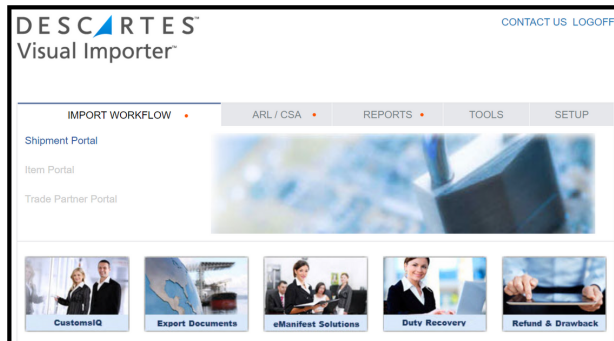 DESCARTES™
CONTACT US LOGOFF
Visual Importer™
IMPORT WORKFLOW • ARL / CSA • REPORTS • TOOLS SETUP
Shipment Portal
Item Portal
Trade Partner Portal
CustomsIQ Export Documents eManifest Solutions Duty Recovery Refund & Drawback